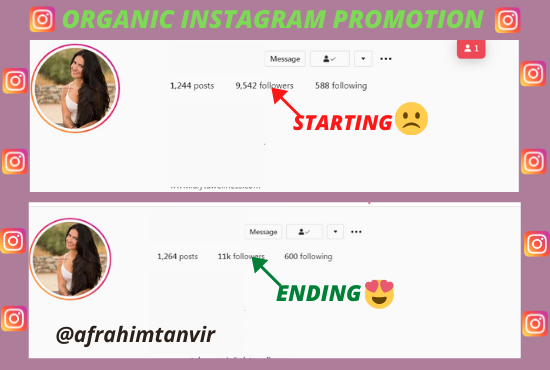 ORGANIC INSTAGRAM PROMOTION
1
Message
1,244 posts 9,542 followers 588 following
STARTING
Message
1,264 posts 11k followers 600 following
ENDING
@afrahimtanvir